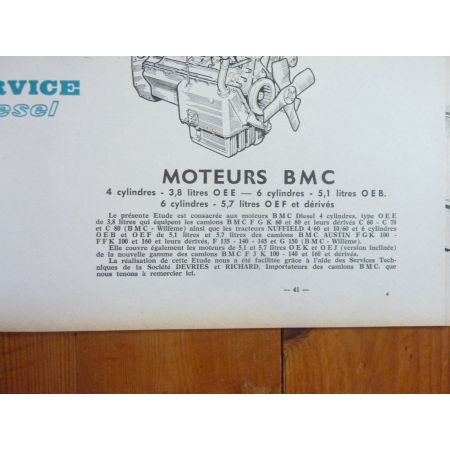 RVICE
iesel
MOTEURS BMC
4 cylindres - 3,8 litres OEE — 6 cylindres - 5,1 litres OEB.
6 cylindres - 5,7 litres OEF et dérivés
Le présente Etude est consacrée aux moteurs BMC Diesel 4 cylindres, type OEE
de 3,8 litres qui équipent les camions BMC F G K 60 et 80 et leurs dérivés C 60 - C 70
et C 80 (BMC - Willème) ainsi que les tracteurs NUFFIELD 4 60 et 10/60 et 6 cylindres
OEB et OEF de 5,1 litres et 5,7 litres des camions BMC AUSTIN FGK 100 -
F FK 100 et 160 et leurs dérivés, F 135 - 140 - 145 et G 150 (BMC - Willème).
Elle couvre également les moteurs de 5,1 et 5,7 litres OEK et OEJ (version inclinée)
de la nouvelle gamme des camions BMC F J K 100 - 140 et 160 et dérivés.
La réalisation de cette Etude nous a été facilitée grâce à l'aide des Services Tech-
niques de la Société DEVRIES et RICHARD, Importateurs des camions BMC, que
nous tenons à remercier ici.
— 41 —
4